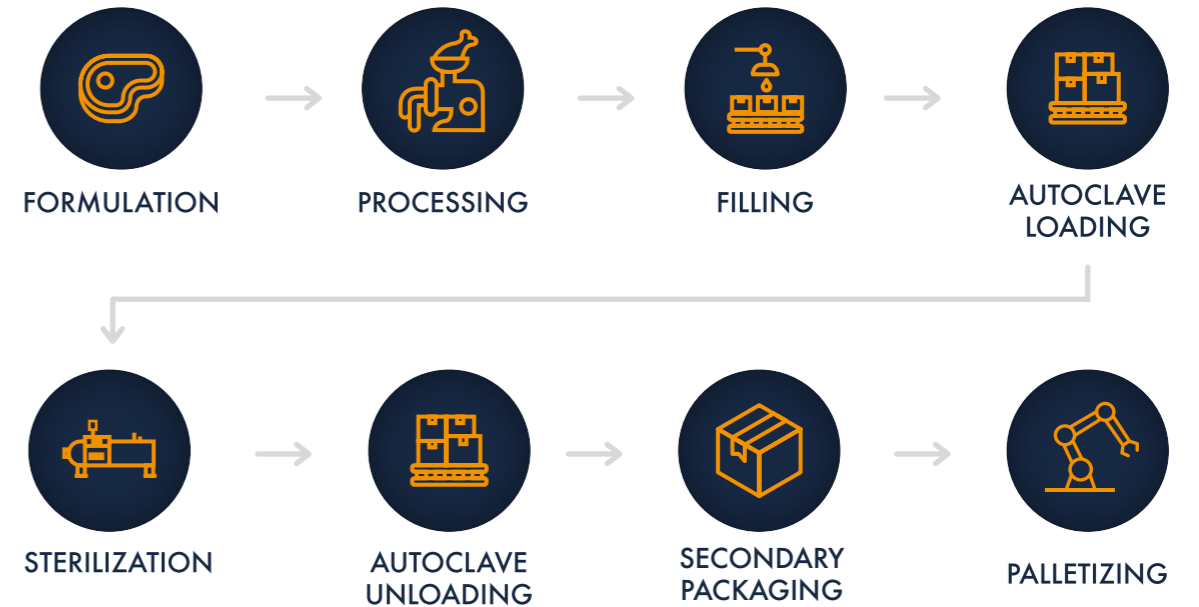 FORMULATION
PROCESSING
FILLING
AUTOCLAVE
LOADING
STERILIZATION
AUTOCLAVE
UNLOADING
SECONDARY
PACKAGING
PALLETIZING